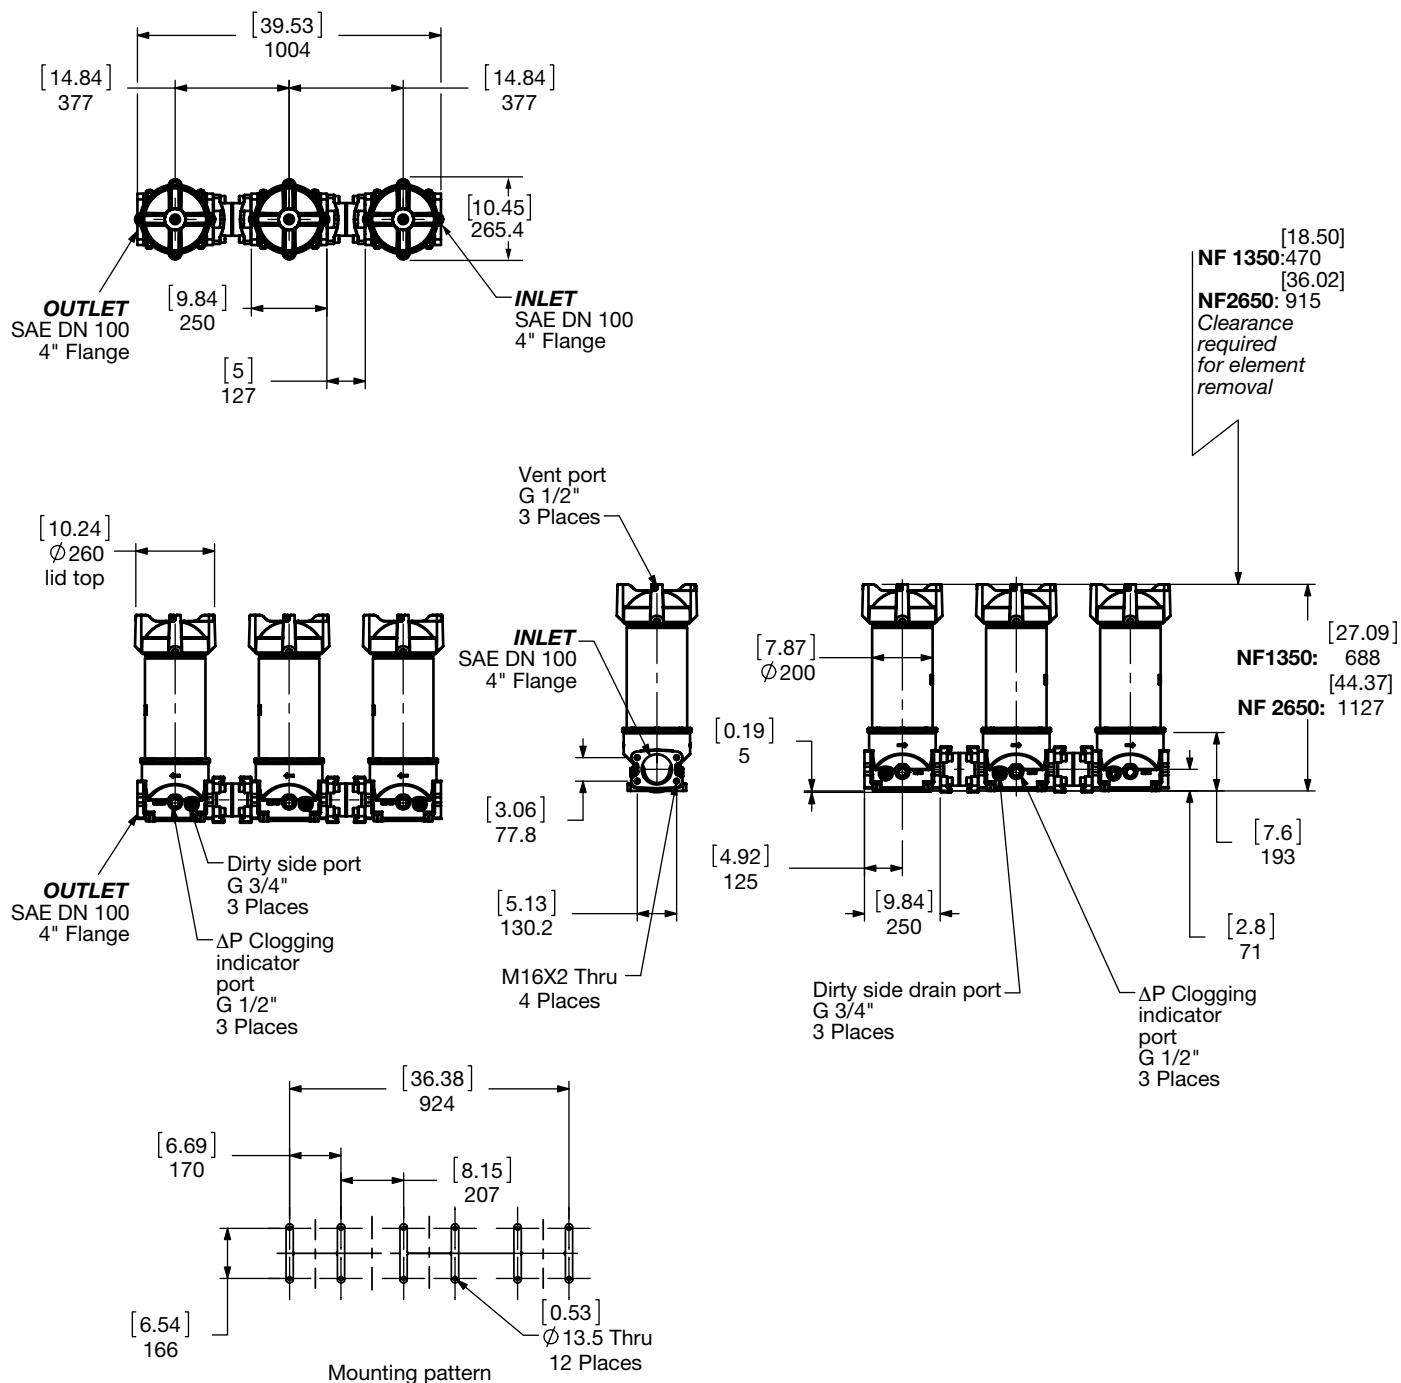 [39.53]
1004
[14.84]
377
[14.84]
377
[10.45]
265.4
OUTLET
SAE DN 100
4" Flange
[9.84]
250
INLET
SAE DN 100
4" Flange
[5]
127
[18.50]
NF 1350:470
[36.02]
NF2650: 915
Clearance
required
for element
removal
[10.24]
Ø260
lid top
Vent port
G 1/2"
3 Places
INLET
SAE DN 100
4" Flange
[7.87]
Ø200
[27.09]
NF1350: 688
[44.37]
NF 2650: 1127
[0.19]
5
[3.06]
77.8
[4.92]
125
[7.6]
193
OUTLET
SAE DN 100
4" Flange
Dirty side port
G 3/4"
3 Places
ΔP Clogging
indicator
port
G 1/2"
3 Places
[5.13]
130.2
M16X2 Thru
4 Places
[9.84]
250
[2.8]
71
Dirty side drain port
G 3/4"
3 Places
ΔP Clogging
indicator
port
G 1/2"
3 Places
[36.38]
924
[6.69]
170
[8.15]
207
[6.54]
166
[0.53]
Ø13.5 Thru
12 Places
Mounting pattern